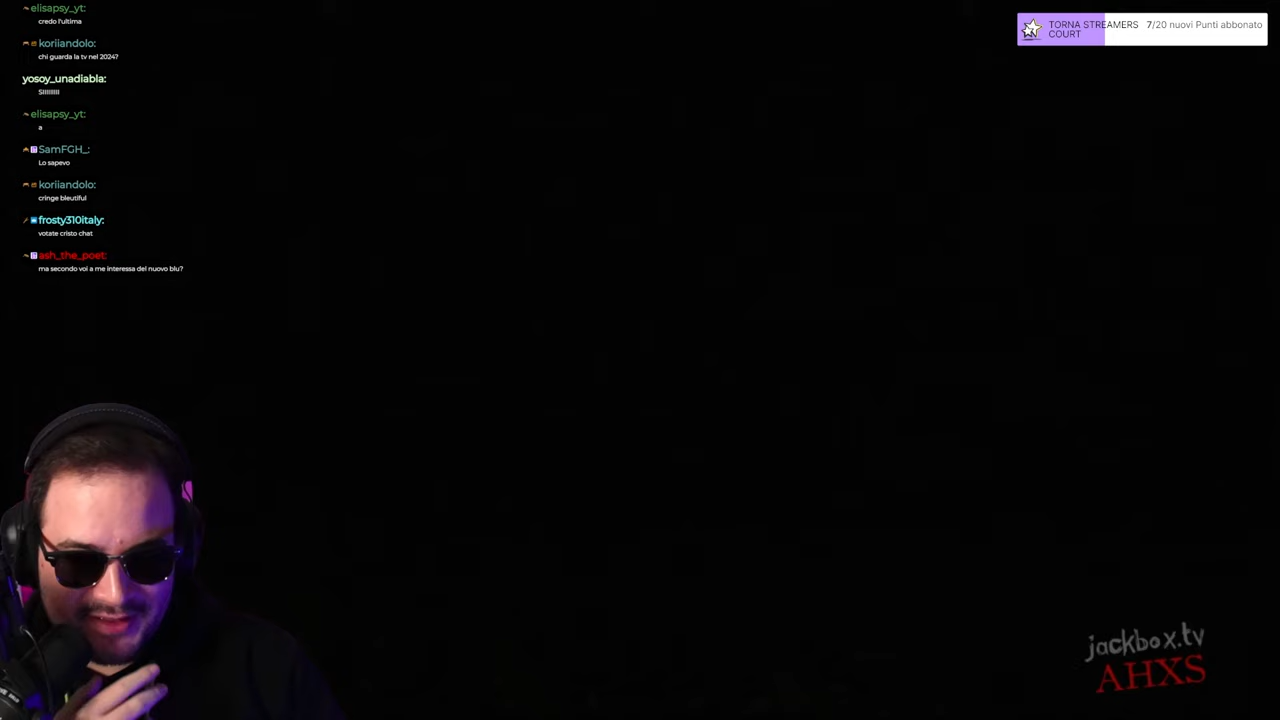 elisapsy_yt:
credo l'ultima
koriiandolo:
chi guarda la tv nel 2024?
yosoy_unadiabla:
SIIIIIIIII
elisapsy_yt:
a
SamFGH_:
Lo sapevo
koriiandolo:
cringe bleutiful
frosty310italy:
votate cristo chat
ash_the_poet:
ma secondo voi a me interessa del nuovo blu?
TORNA STREAMERS COURT
7/20 nuovi Punti abbonato
jackbox.tv
AHXS